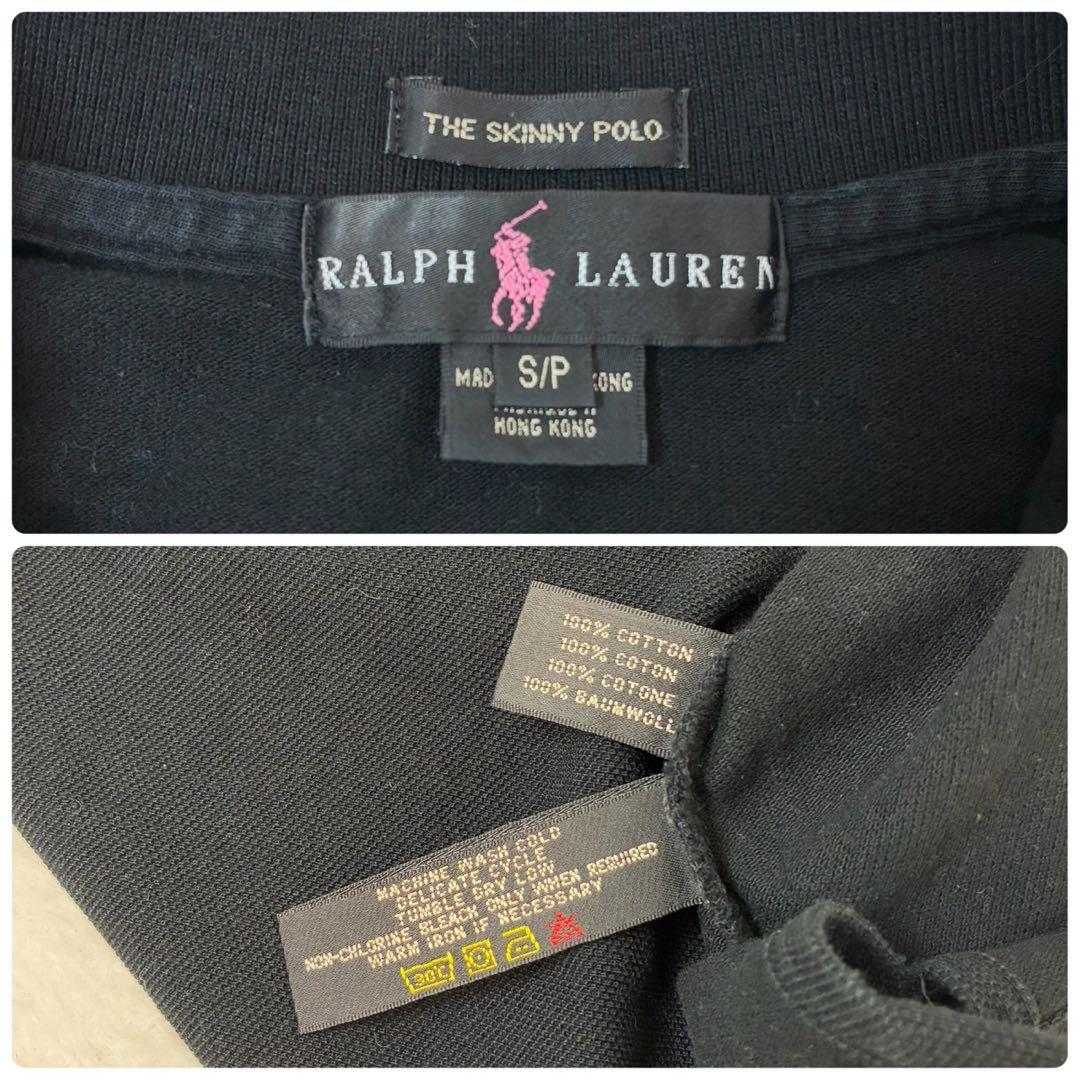 THE SKINNY POLO
RALPH LAUREN
S/P
MAD KONG
HONG KONG
100% COTTON
100% COTON
100% COTONE
100% BAUMWOLL
MACHINE WASH COLD
DELICATE CYCLE
TUMBLE DRY LOW
NON-CHLORINE BLEACH ONLY WHEN REQUIRED
WARM IRON IF NECESSARY
30C